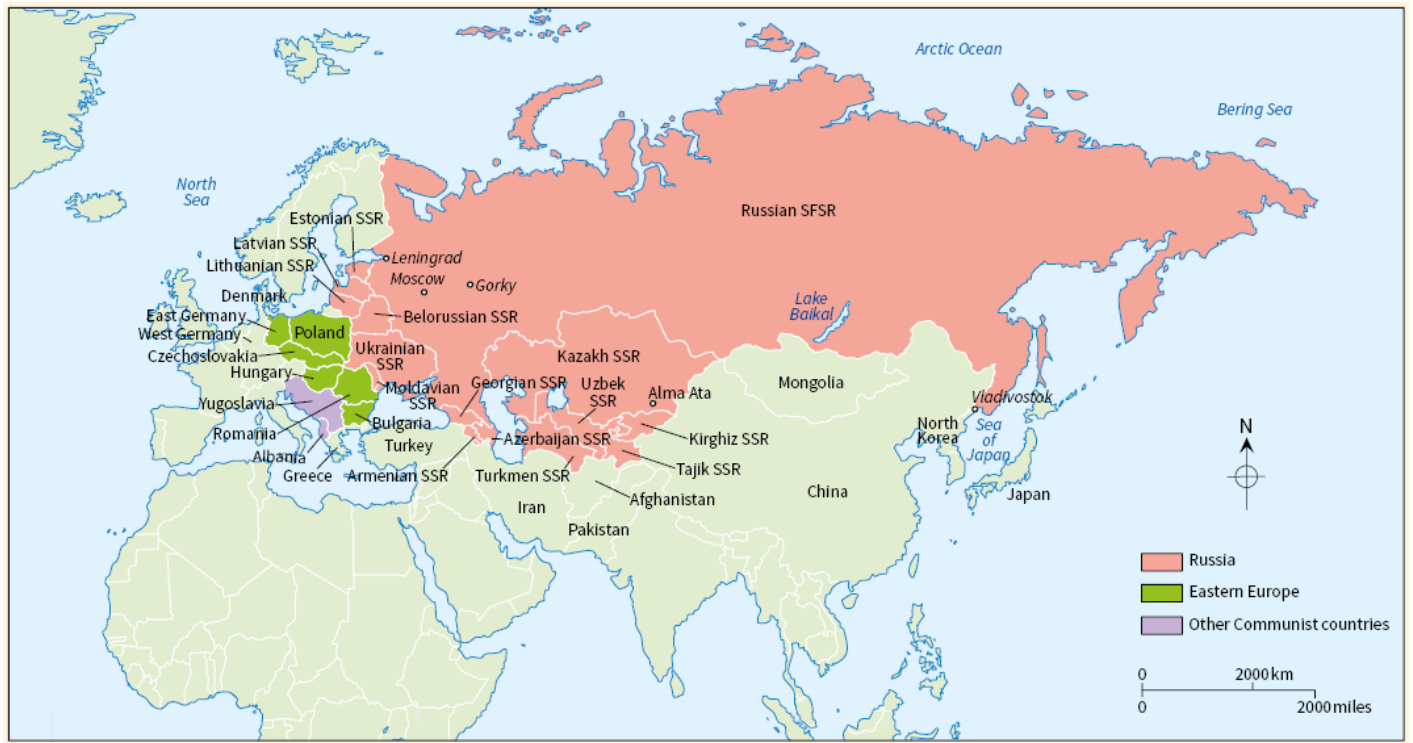 Arctic Ocean
Bering Sea
North
Sea
Russian SFSR
Estonian SSR
Latvian SSR
Leningrad
Lithuanian SSR
Moscow
Gorky
Denmark
Lake
Baikal
East Germany
Belorussian SSR
West Germany
Poland
Czechoslovakia
Ukrainian
SSR
Kazakh SSR
Hungary
Moldavian
SSR
Georgian SSR
Uzbek
SSR
Alma Ata
Mongolia
Yugoslavia
Vladivostok
Romania
Bulgaria
North
Korea
Sea
of
Japan
N
Albania
Turkey
Azerbaijan SSR
Kirghiz SSR
Greece
Armenian SSR
Turkmen SSR
Tajik SSR
Iran
Afghanistan
China
Japan
Pakistan
Russia
Eastern Europe
Other Communist countries
0
2000 km
0
2000 miles